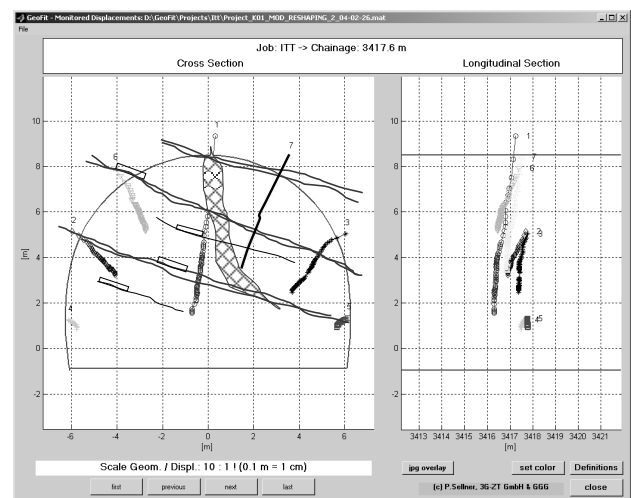 GeoFit - Monitored Displacements: D:\GeoFit\Projects\Itt\Project_K01_MOD_RESHAPING_2_04-02-26.mat
File
Job: ITT -> Chainage: 3417.6 m
Cross Section
Longitudinal Section
10
8
6
4
2
0
-2
[m]
-6 -4 -2 0 2 4 6
[m]
1
7
6
2
3
4
5
10
8
6
4
2
0
-2
3413 3414 3415 3416 3417 3418 3419 3420 3421
[m]
1
7
6
2
4 5
Scale Geom. / Displ.: 10 : 1 ! (0.1 m = 1 cm)
first previous next last
jpg overlay set color Definitions
(c) P.Sellner, 3G-ZT GmbH & GGG close